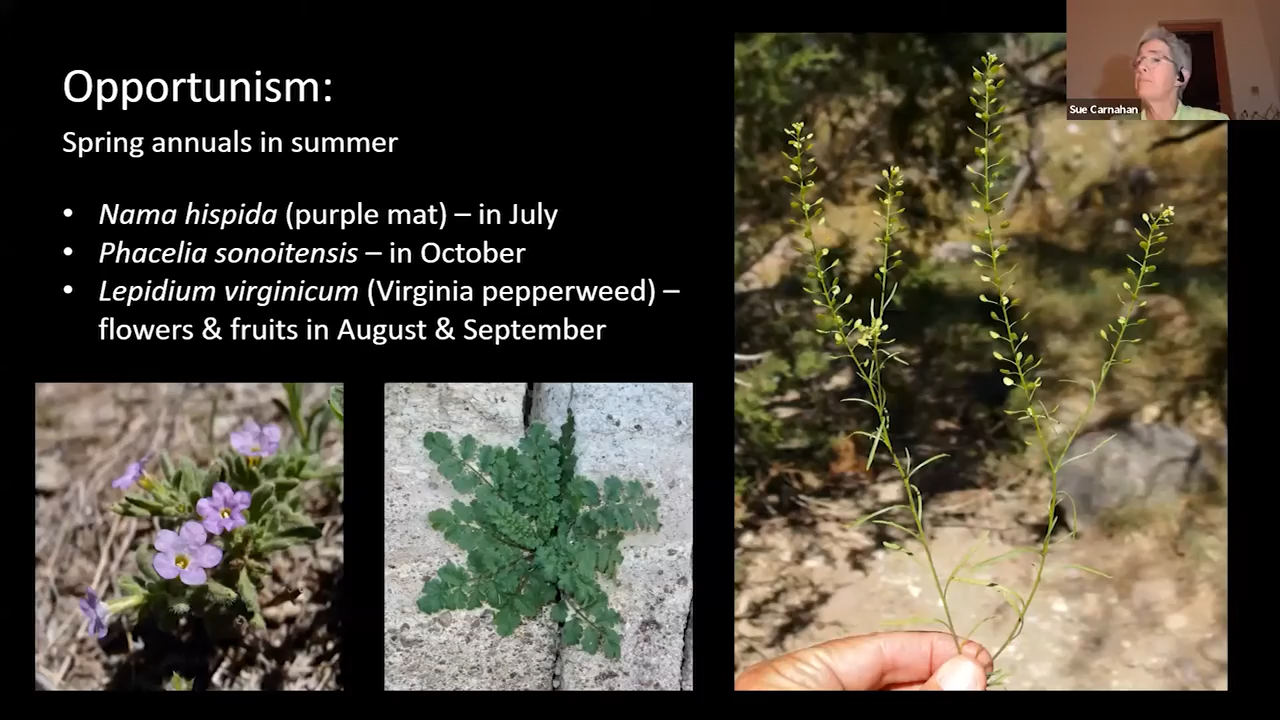 Opportunism:
Spring annuals in summer
• Nama hispida (purple mat) – in July
• Phacelia sonoitensis – in October
• Lepidium virginicum (Virginia pepperweed) –
flowers & fruits in August & September
Sue Carnahan